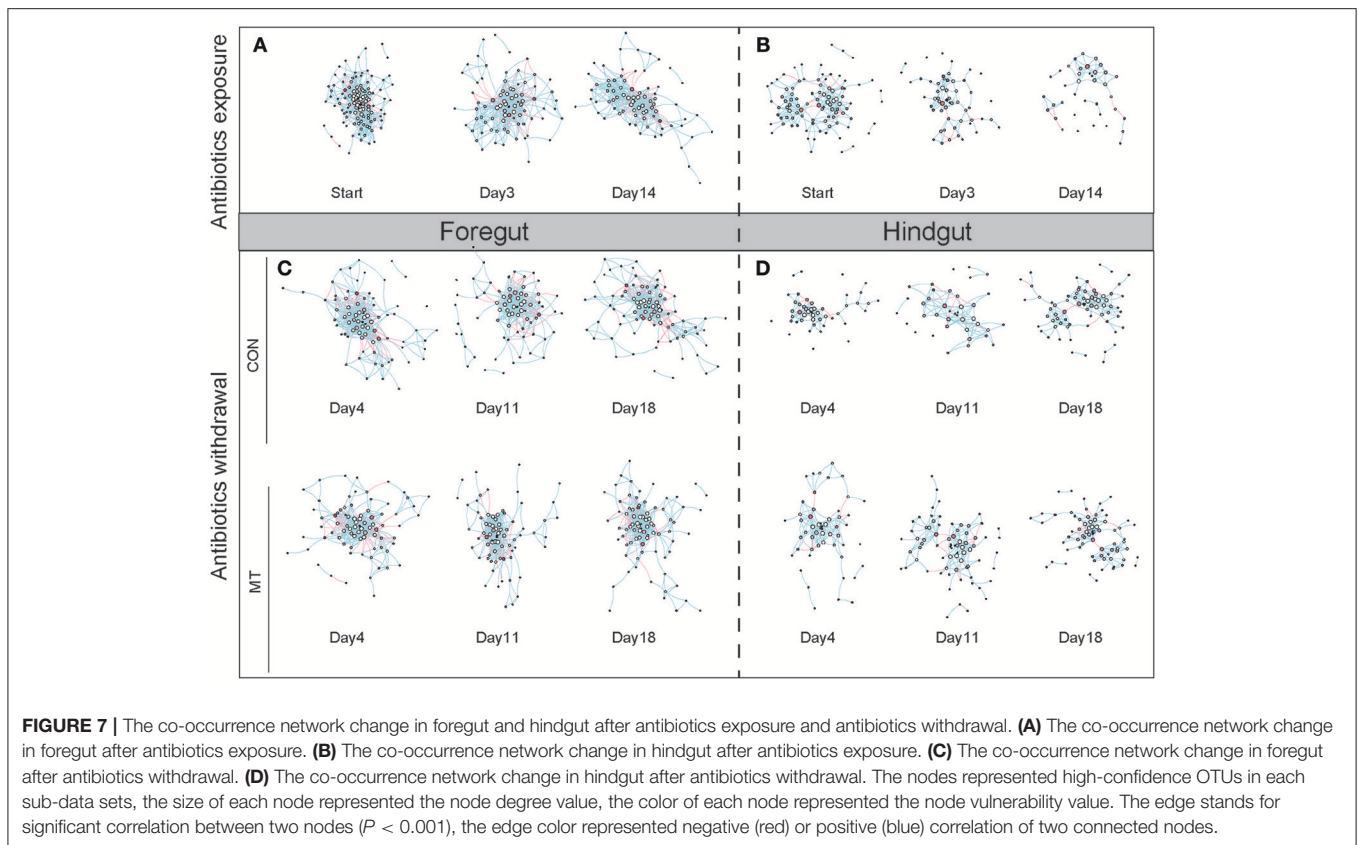 Antibiotics exposure
A
B
Start
Day3
Day14
Start
Day3
Day14
Foregut
Hindgut
Antibiotics withdrawal
CON
C
D
Day4
Day11
Day18
Day4
Day11
Day18
MT
Day4
Day11
Day18
Day4
Day11
Day18
FIGURE 7 | The co-occurrence network change in foregut and hindgut after antibiotics exposure and antibiotics withdrawal. (A) The co-occurrence network change
in foregut after antibiotics exposure. (B) The co-occurrence network change in hindgut after antibiotics exposure. (C) The co-occurrence network change in foregut
after antibiotics withdrawal. (D) The co-occurrence network change in hindgut after antibiotics withdrawal. The nodes represented high-confidence OTUs in each
sub-data sets, the size of each node represented the node degree value, the color of each node represented the node vulnerability value. The edge stands for
significant correlation between two nodes (P < 0.001), the edge color represented negative (red) or positive (blue) correlation of two connected nodes.